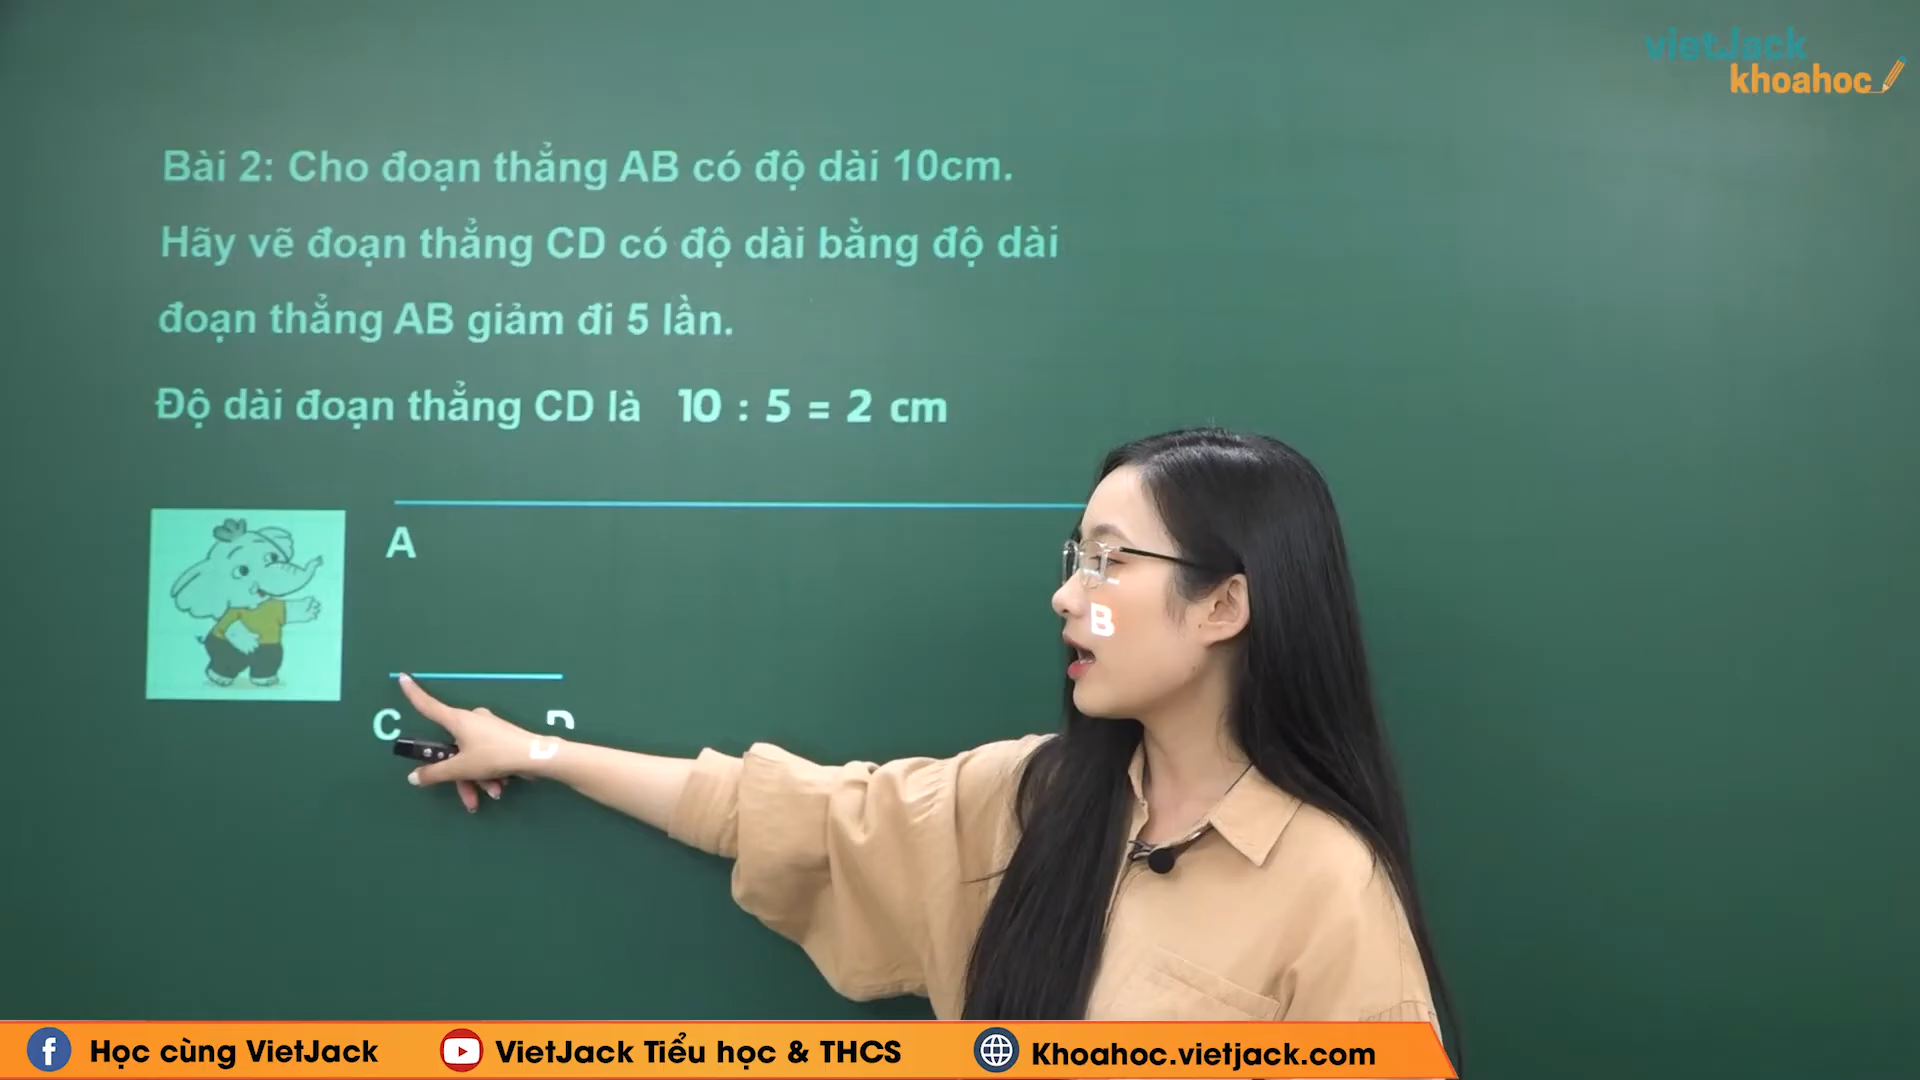 vietJack
khoahoc
Bài 2: Cho đoạn thẳng AB có độ dài 10cm.
Hãy vẽ đoạn thẳng CD có độ dài bằng độ dài
đoạn thẳng AB giảm đi 5 lần.
Độ dài đoạn thẳng CD là 10 : 5 = 2 cm
A
B
C D
Học cùng VietJack
VietJack Tiểu học & THCS
Khoahoc.vietjack.com